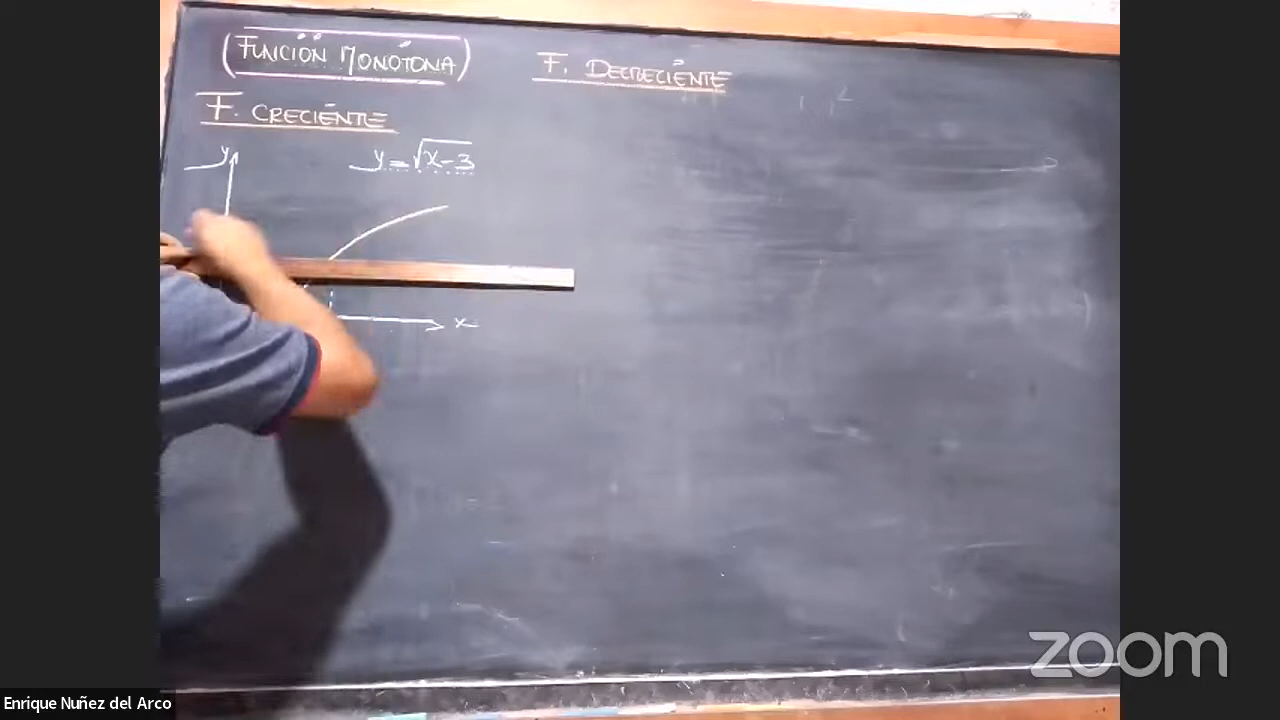 (FUNCIÓN MONÓTONA)
F. DECRECIENTE
F. CRECIENTE
y
y = √x-3
x
zoom
Enrique Nuñez del Arco